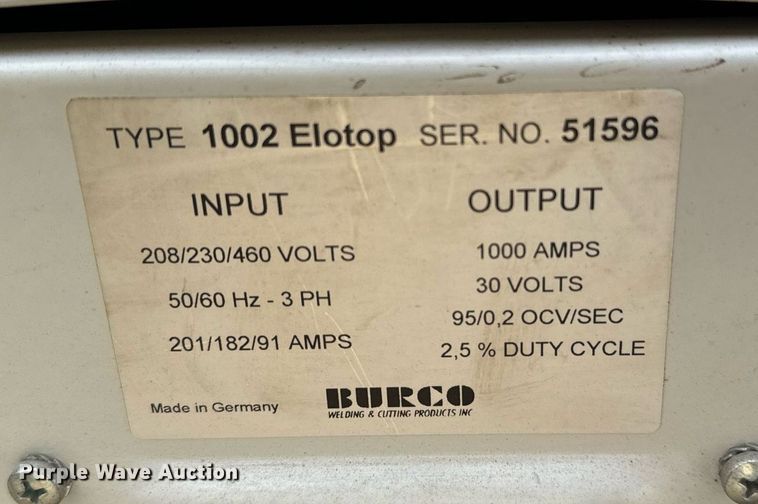 TYPE 1002 Elotop SER. NO. 51596
INPUT
208/230/460 VOLTS
50/60 Hz - 3 PH
201/182/91 AMPS
OUTPUT
1000 AMPS
30 VOLTS
95/0,2 OCV/SEC
2,5 % DUTY CYCLE
Made in Germany
BURCO
WELDING & CUTTING PRODUCTS INC
Purple Wave Auction